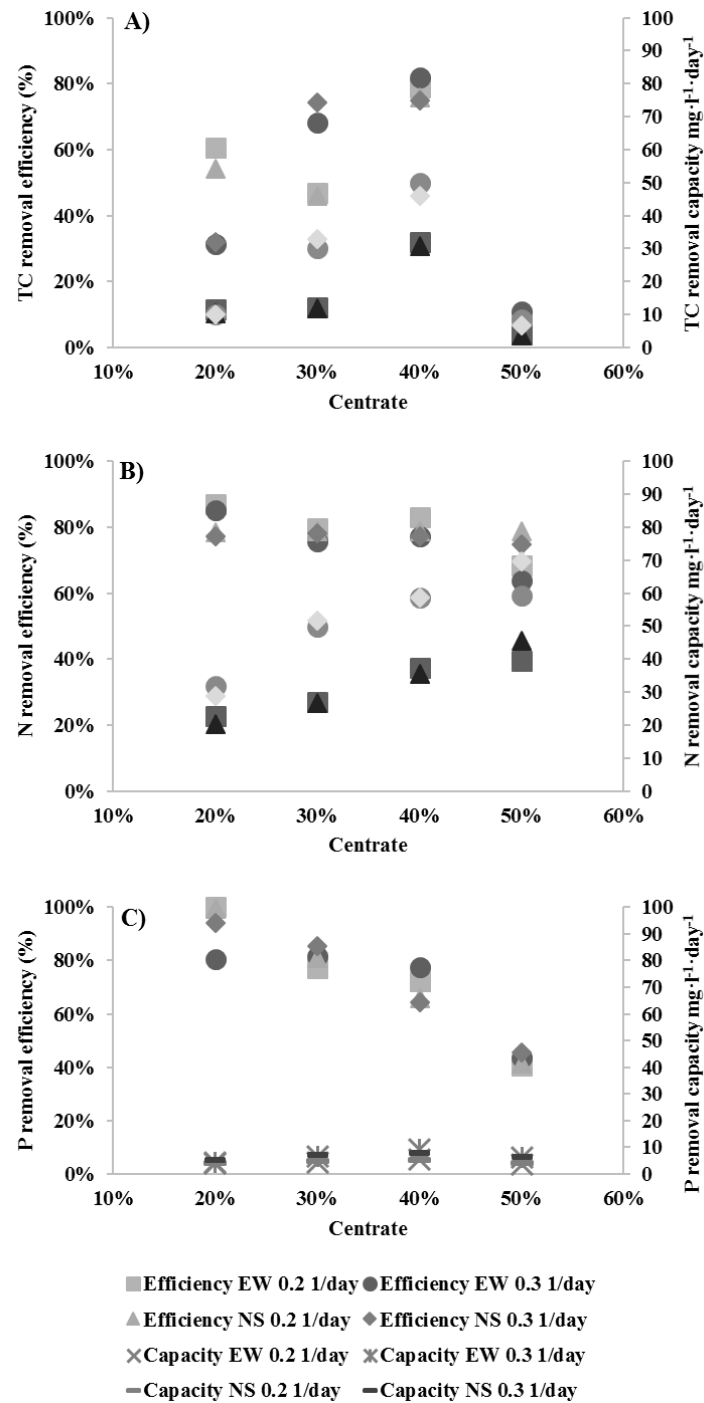 A)
TC removal efficiency (%)
100%
80%
60%
40%
20%
0%
100
90
80
70
60
50
40
30
20
10
0
TC removal capacity mg·l⁻¹·day⁻¹
10% 20% 30% 40% 50% 60%
Centrate
B)
N removal efficiency (%)
100%
80%
60%
40%
20%
0%
100
90
80
70
60
50
40
30
20
10
0
N removal capacity mg·l⁻¹·day⁻¹
10% 20% 30% 40% 50% 60%
Centrate
C)
P removal efficiency (%)
100%
80%
60%
40%
20%
0%
100
90
80
70
60
50
40
30
20
10
0
P removal capacity mg·l⁻¹·day⁻¹
10% 20% 30% 40% 50% 60%
Centrate
Efficiency EW 0.2 1/day Efficiency EW 0.3 1/day
Efficiency NS 0.2 1/day Efficiency NS 0.3 1/day
Capacity EW 0.2 1/day Capacity EW 0.3 1/day
Capacity NS 0.2 1/day Capacity NS 0.3 1/day